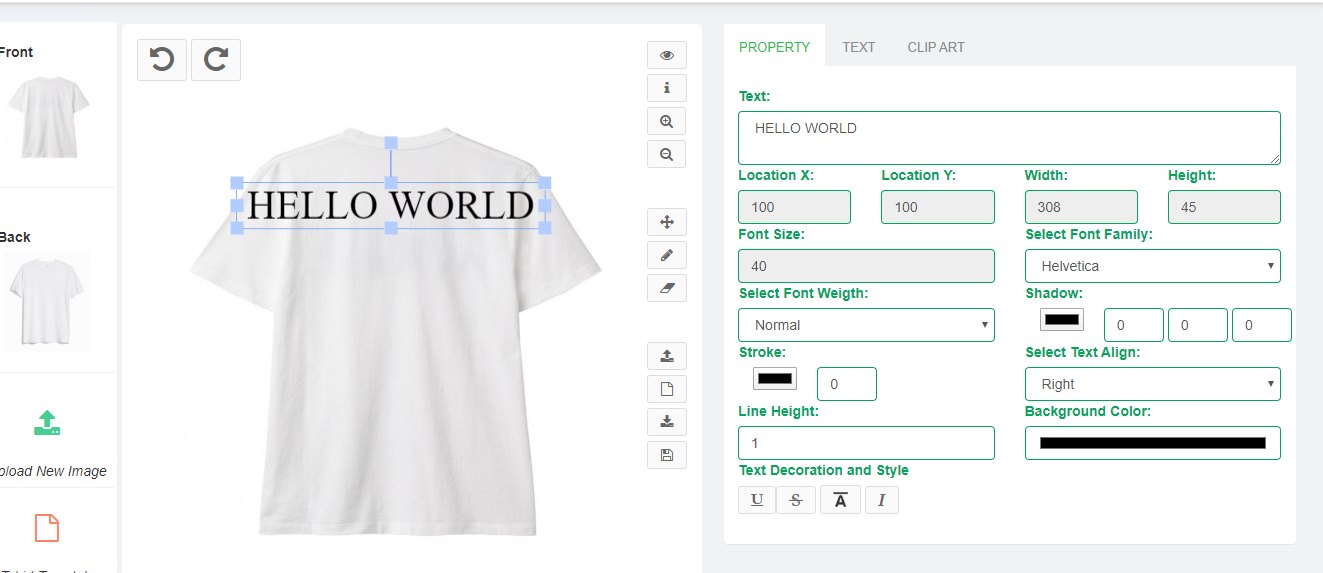 Front
Back
pload New Image
HELLO WORLD
PROPERTY TEXT CLIP ART
Text:
HELLO WORLD
Location X: Location Y: Width: Height:
100 100 308 45
Font Size: Select Font Family:
40 Helvetica
Select Font Weigth: Shadow:
Normal 0 0 0
Stroke: Select Text Align:
0 Right
Line Height: Background Color:
1
Text Decoration and Style
U S A I